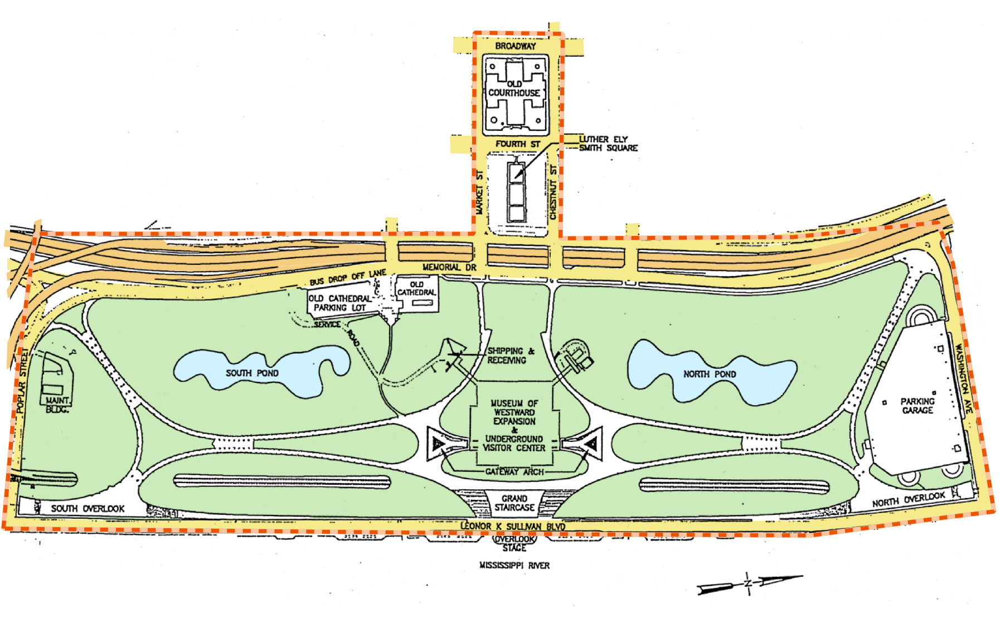 BROADWAY
OLD
COURTHOUSE
FOURTH ST
LUTHER ELY
SMITH SQUARE
MARKET ST
CHESTNUT ST
MEMORIAL DR
BUS DROP OFF LANE
OLD
CATHEDRAL
OLD CATHEDRAL
PARKING LOT
SERVICE
ROAD
SHIPPING &
RECEIVING
SOUTH POND
NORTH POND
POPLAR STREET
WASHINGTON AVE
MAINT.
BLDG.
MUSEUM OF
WESTWARD
EXPANSION
&
UNDERGROUND
VISITOR CENTER
PARKING
GARAGE
GATEWAY ARCH
GRAND
STAIRCASE
SOUTH OVERLOOK
NORTH OVERLOOK
LEONOR K SULLIVAN BLVD
OVERLOOK
STAGE
MISSISSIPPI RIVER
N